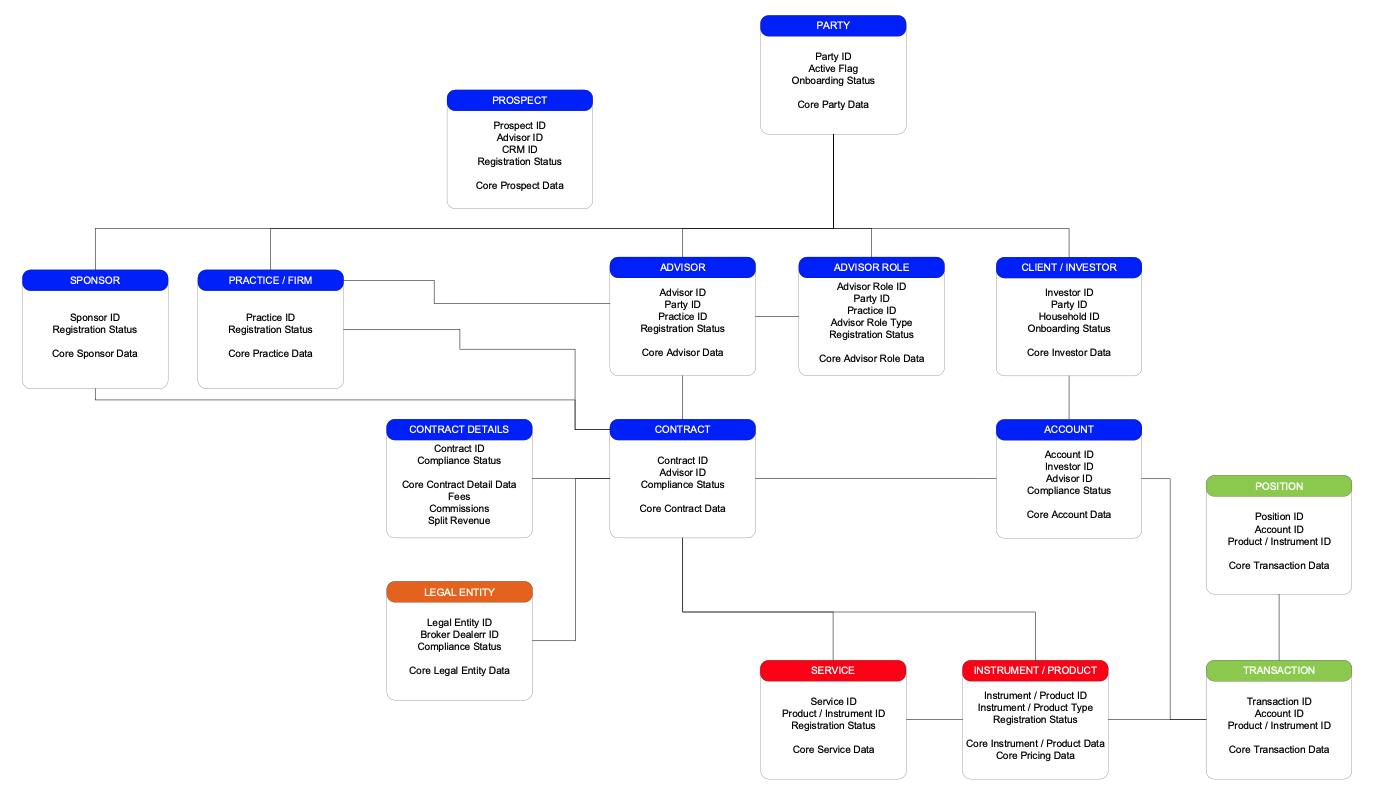 PARTY
Party ID
Active Flag
Onboarding Status
Core Party Data
PROSPECT
Prospect ID
Advisor ID
CRM ID
Registration Status
Core Prospect Data
SPONSOR
Sponsor ID
Registration Status
Core Sponsor Data
PRACTICE / FIRM
Practice ID
Registration Status
Core Practice Data
ADVISOR
Advisor ID
Party ID
Practice ID
Registration Status
Core Advisor Data
ADVISOR ROLE
Advisor Role ID
Party ID
Practice ID
Advisor Role Type
Registration Status
Core Advisor Role Data
CLIENT / INVESTOR
Investor ID
Party ID
Household ID
Onboarding Status
Core Investor Data
CONTRACT DETAILS
Contract ID
Compliance Status
Core Contract Detail Data
Fees
Commissions
Split Revenue
CONTRACT
Contract ID
Advisor ID
Compliance Status
Core Contract Data
ACCOUNT
Account ID
Investor ID
Advisor ID
Compliance Status
Core Account Data
POSITION
Position ID
Account ID
Product / Instrument ID
Core Transaction Data
LEGAL ENTITY
Legal Entity ID
Broker Dealerr ID
Compliance Status
Core Legal Entity Data
SERVICE
Service ID
Product / Instrument ID
Registration Status
Core Service Data
INSTRUMENT / PRODUCT
Instrument / Product ID
Instrument / Product Type
Registration Status
Core Instrument / Product Data
Core Pricing Data
TRANSACTION
Transaction ID
Account ID
Product / Instrument ID
Core Transaction Data